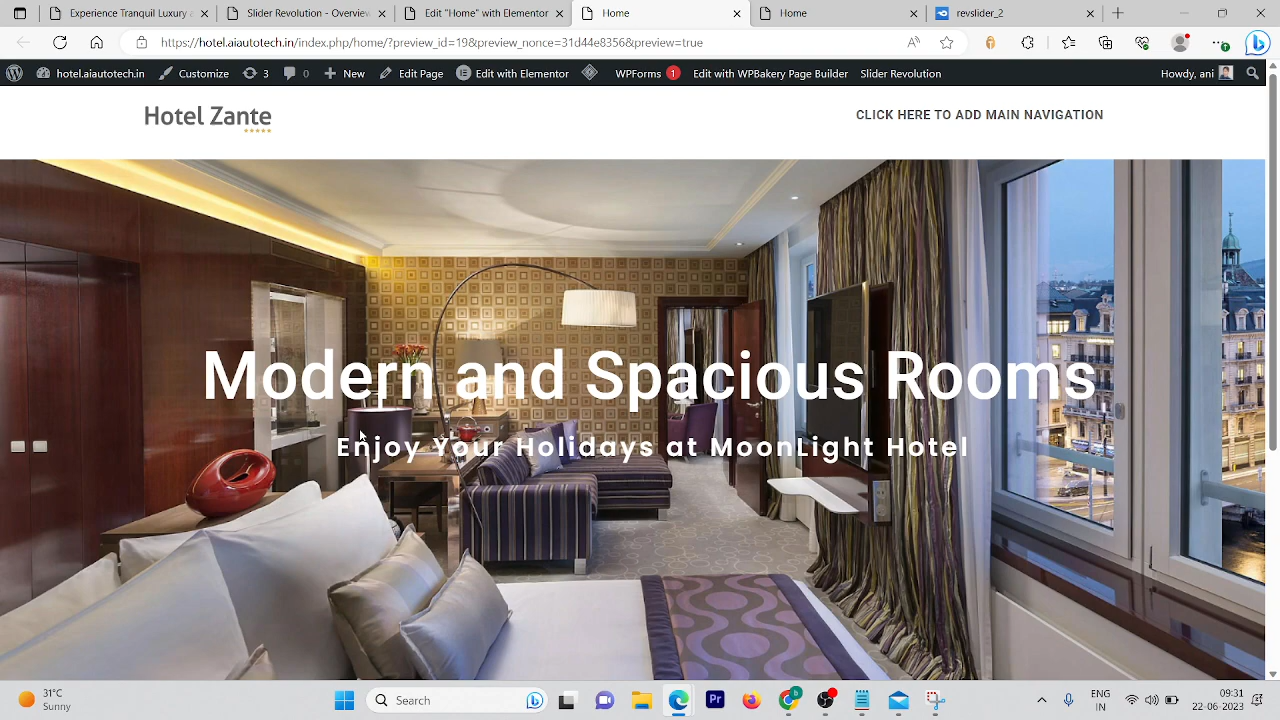 Experience Tranquil Luxury a
Slider Revolution - Overview
Edit "Home" with Elementor
Home
Home
revslider_2
https://hotel.aiautotech.in/index.php/home/?preview_id=19&preview_nonce=31d44e8356&preview=true
hotel.aiautotech.in
Customize
3
0
New
Edit Page
Edit with Elementor
WPForms 1
Edit with WPBakery Page Builder
Slider Revolution
Howdy, ani
Hotel Zante
CLICK HERE TO ADD MAIN NAVIGATION
Modern and Spacious Rooms
Enjoy Your Holidays at MoonLight Hotel
31°C
Sunny
Search
Pr
ENG
IN
09:31
22-06-2023